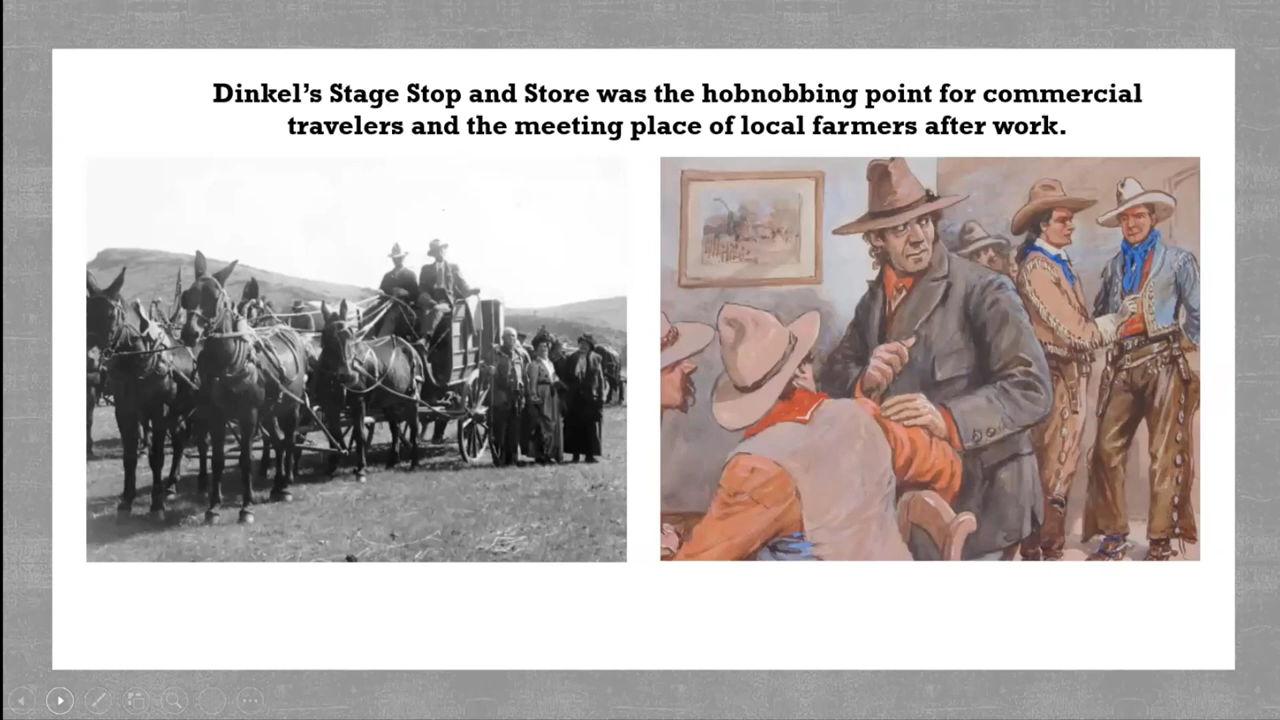 Dinkel’s Stage Stop and Store was the hobnobbing point for commercial
travelers and the meeting place of local farmers after work.